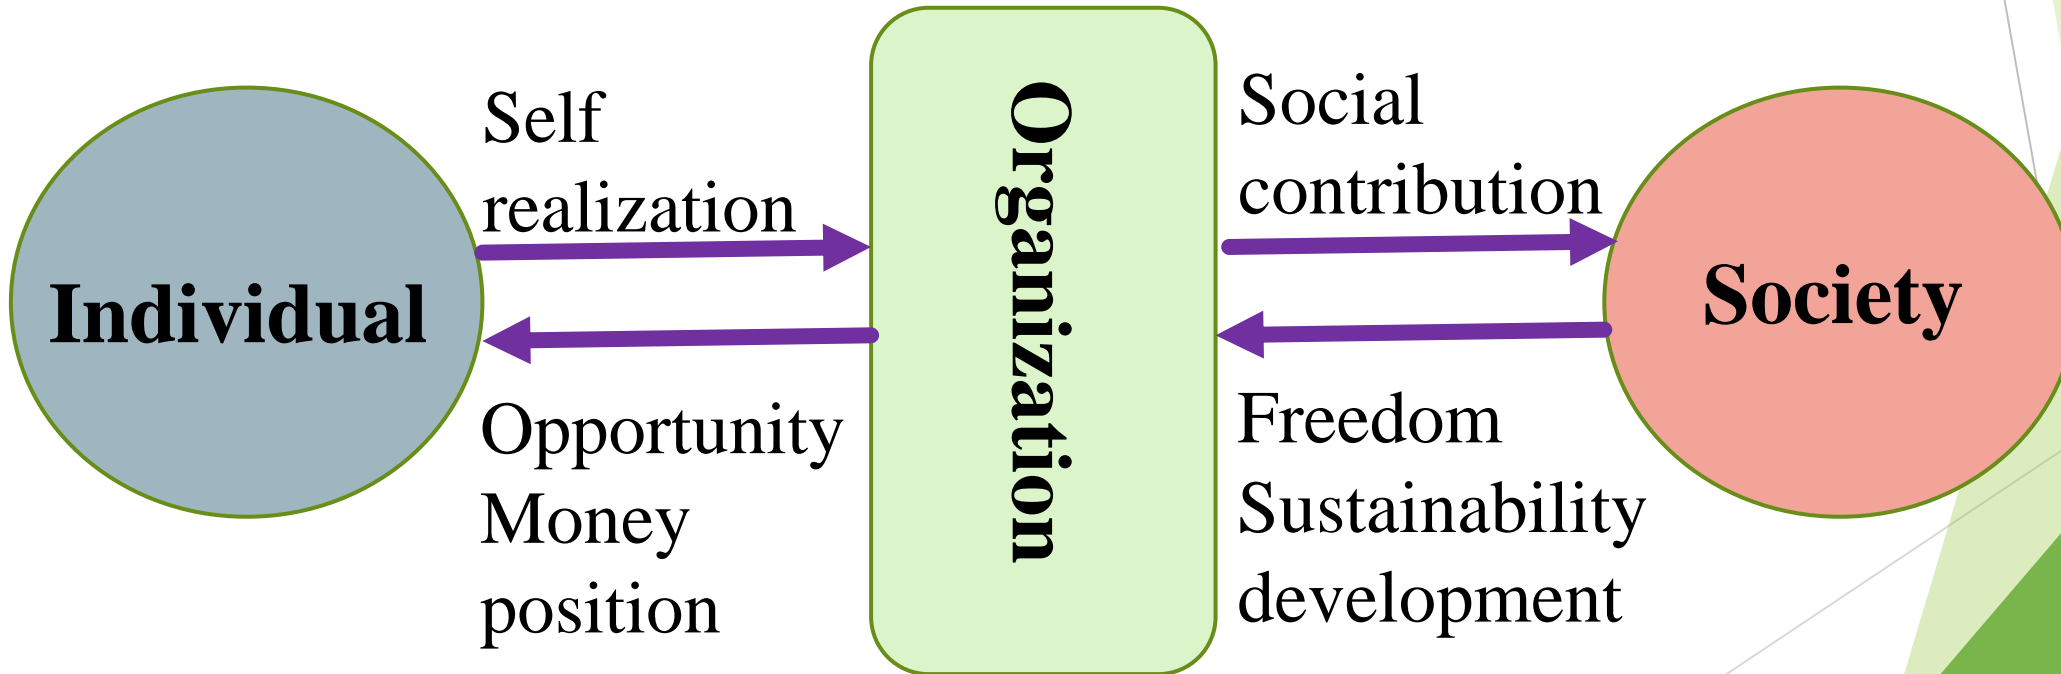 Individual
Self
realization
Opportunity
Money
position
Organization
Social
contribution
Freedom
Sustainability
development
Society